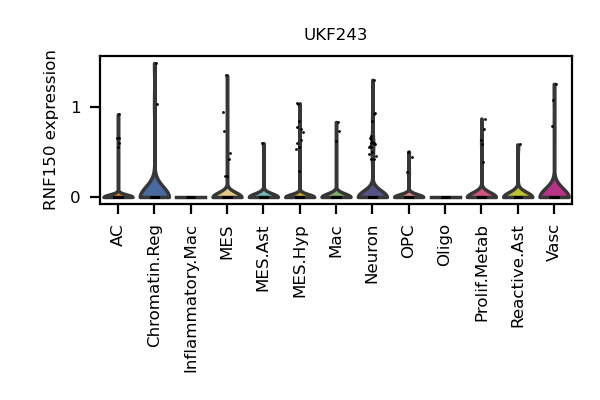 UKF243
RNF150 expression
1
0
AC
Chromatin.Reg
Inflammatory.Mac
MES
MES.Ast
MES.Hyp
Mac
Neuron
OPC
Oligo
Prolif.Metab
Reactive.Ast
Vasc